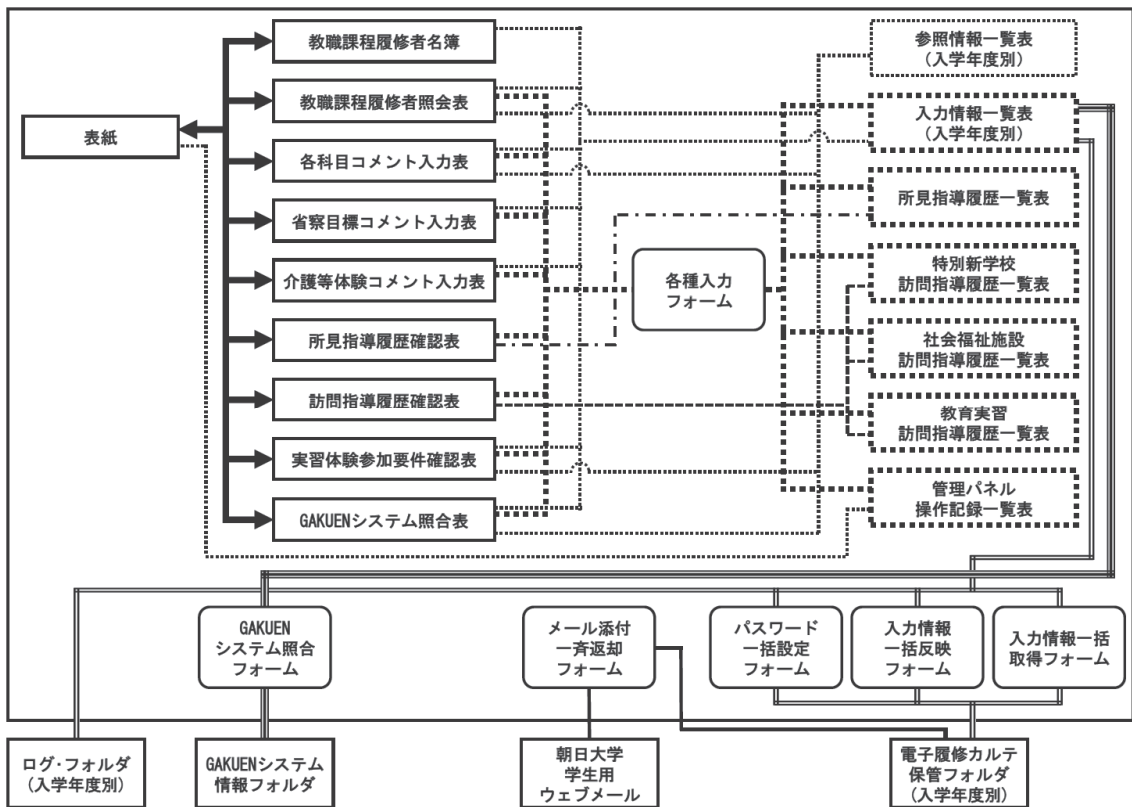 表紙
教職課程履修者名簿
教職課程履修者照会表
各科目コメント入力表
省察目標コメント入力表
介護等体験コメント入力表
所見指導履歴確認表
訪問指導履歴確認表
実習体験参加要件確認表
GAKUENシステム照合表
各種入力
フォーム
参照情報一覧表
(入学年度別)
入力情報一覧表
(入学年度別)
所見指導履歴一覧表
特別新学校
訪問指導履歴一覧表
社会福祉施設
訪問指導履歴一覧表
教育実習
訪問指導履歴一覧表
管理パネル
操作記録一覧表
GAKUEN
システム照合
フォーム
メール添付
一斉返却
フォーム
パスワード
一括設定
フォーム
入力情報
一括反映
フォーム
入力情報一括
取得フォーム
ログ・フォルダ
(入学年度別)
GAKUENシステム
情報フォルダ
朝日大学
学生用
ウェブメール
電子履修カルテ
保管フォルダ
(入学年度別)